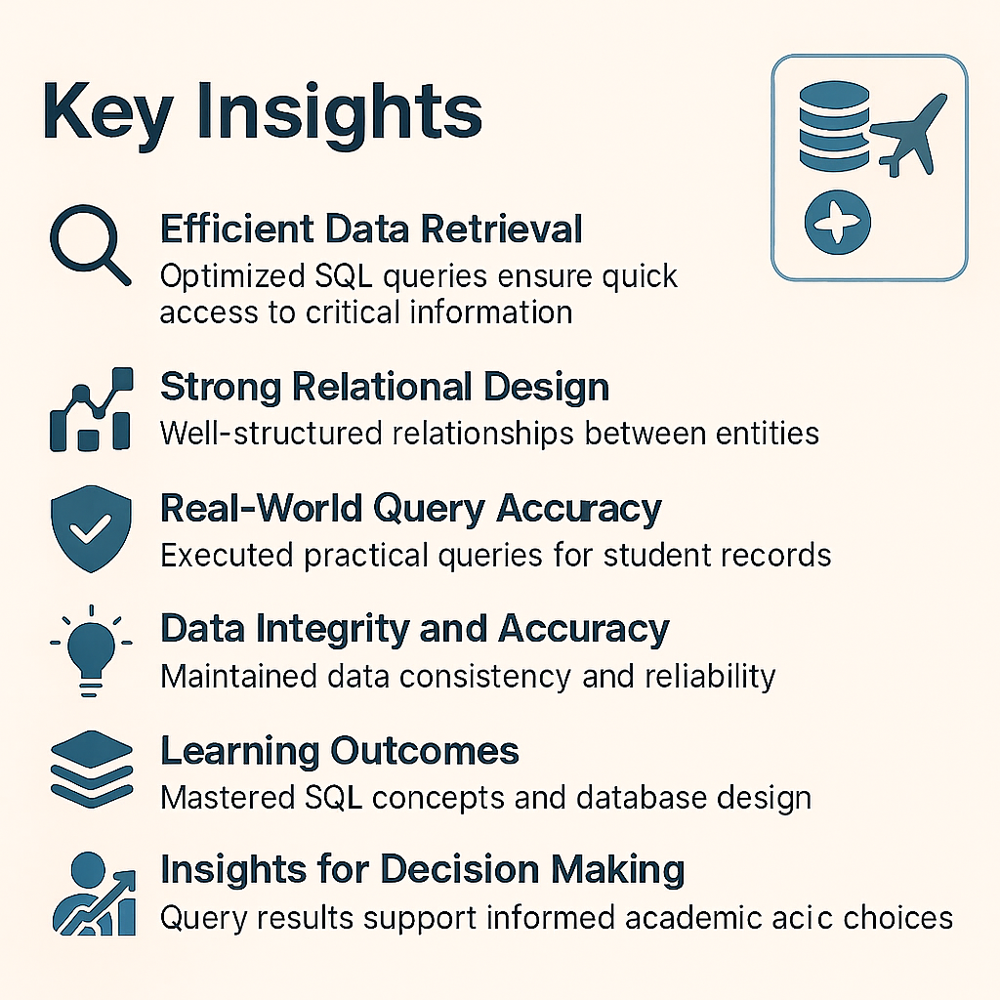 Key Insights
Efficient Data Retrieval
Optimized SQL queries ensure quick
access to critical information
Strong Relational Design
Well-structured relationships between entities
Real-World Query Accuracy
Executed practical queries for student records
Data Integrity and Accuracy
Maintained data consistency and reliability
Learning Outcomes
Mastered SQL concepts and database design
Insights for Decision Making
Query results support informed academic acic choices